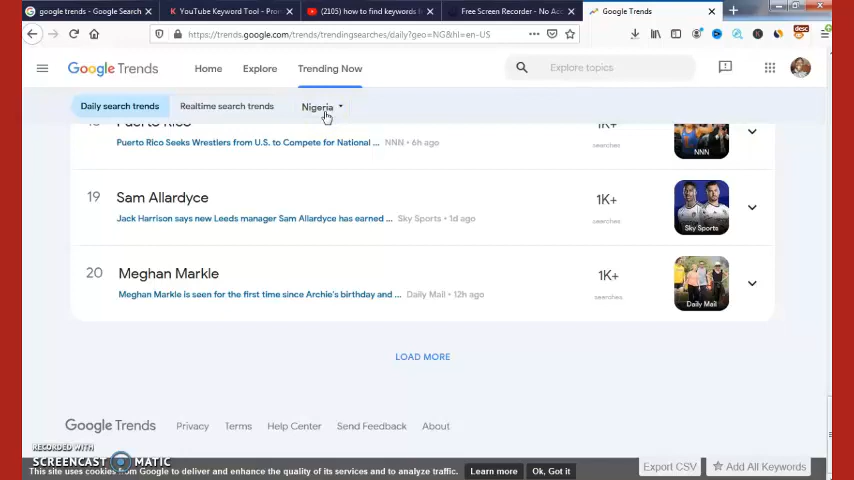 google trends - Google Search
YouTube Keyword Tool - Pro
(2105) how to find keywords f
Free Screen Recorder - No Ac
Google Trends
https://trends.google.com/trends/trendingsearches/daily?geo=NG&hl=en-US
desc
Google Trends
Home
Explore
Trending Now
Explore topics
Daily search trends
Realtime search trends
Nigeria
Puerto Rico
1K+
Puerto Rico Seeks Wrestlers from U.S. to Compete for National ...
NNN • 6h ago
searches
NNN
19
Sam Allardyce
1K+
Jack Harrison says new Leeds manager Sam Allardyce has earned ...
Sky Sports • 1d ago
searches
Sky Sports
20
Meghan Markle
1K+
Meghan Markle is seen for the first time since Archie's birthday and ...
Daily Mail • 12h ago
searches
Daily Mail
LOAD MORE
Google Trends
Privacy
Terms
Help Center
Send Feedback
About
RECORDED WITH
SCREENCAST MATIC
This site uses cookies from Google to deliver and enhance the quality of its services and to analyze traffic.
Learn more
Ok, Got it
Export CSV
Add All Keywords